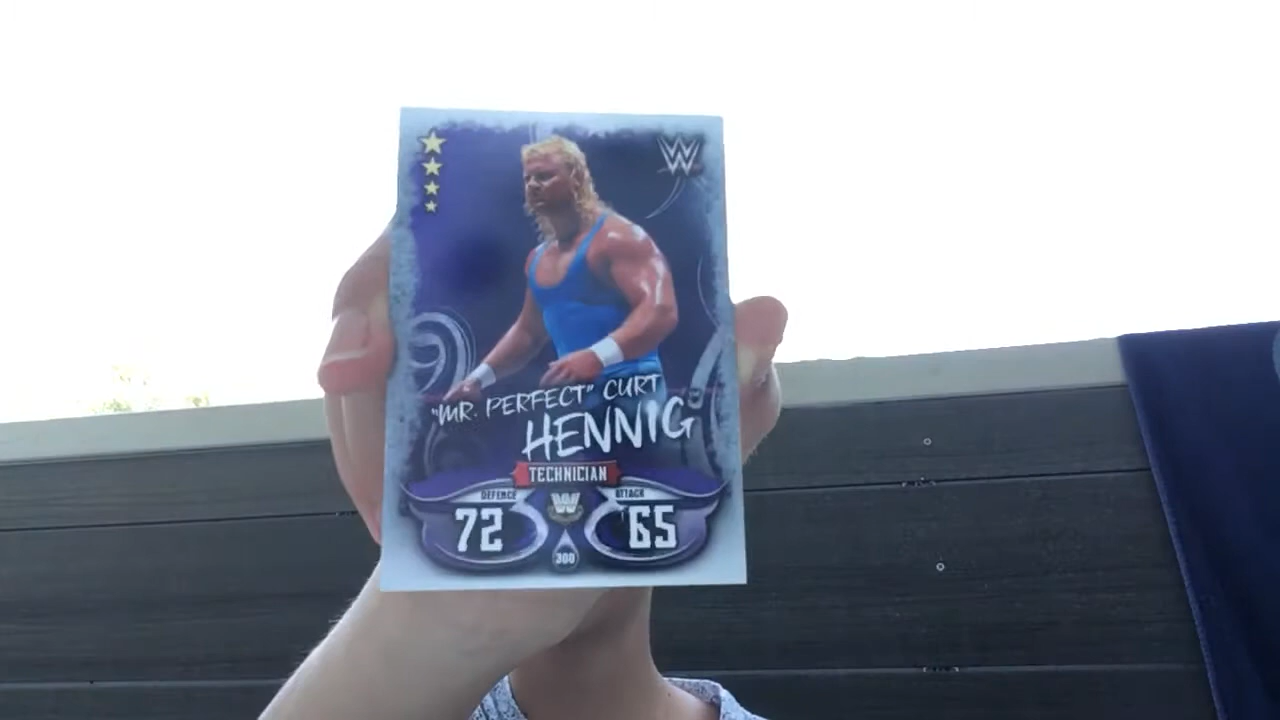 W
"MR. PERFECT" CURT
HENNIG
TECHNICIAN
DEFENCE
ATTACK
72
W
65
300